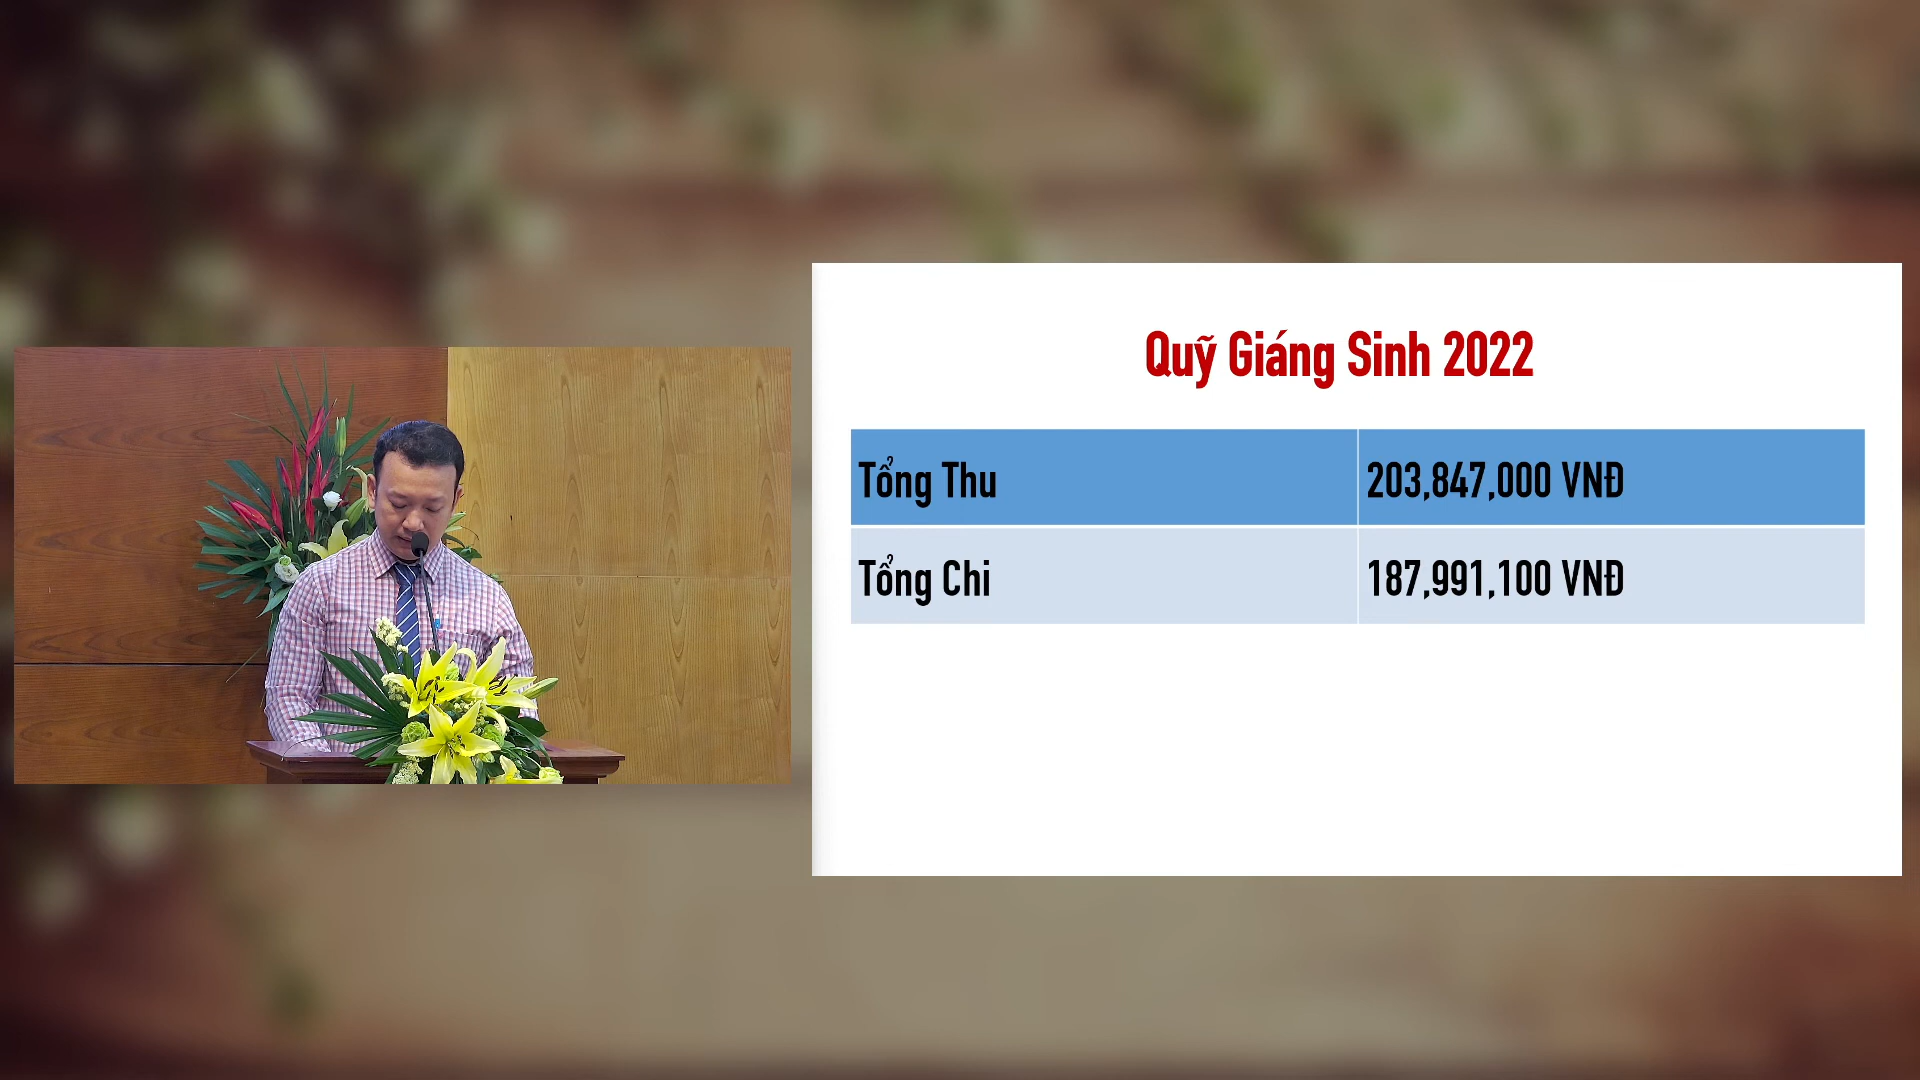 Quỹ Giáng Sinh 2022
Tổng Thu 203,847,000 VNĐ
Tổng Chi 187,991,100 VNĐ